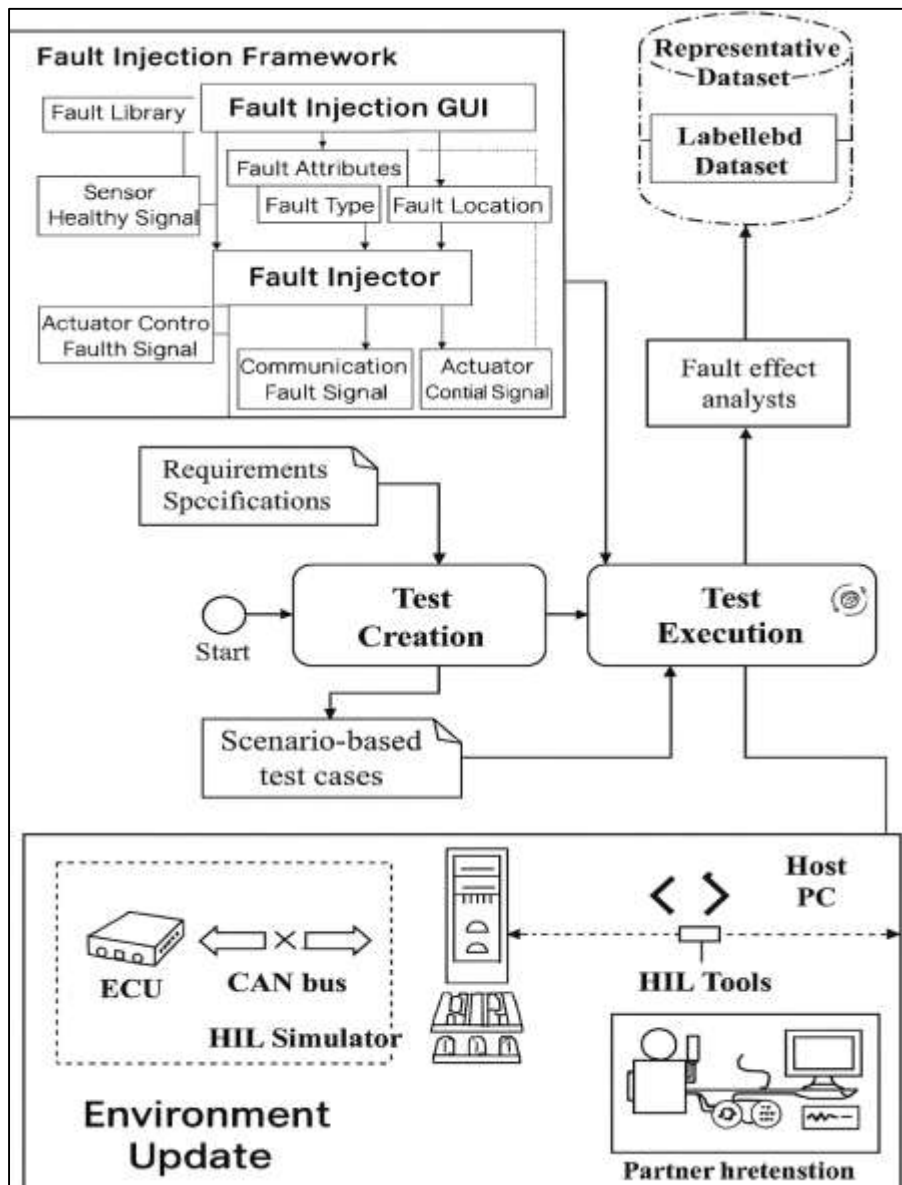 Fault Injection Framework
Representative
Dataset
Fault Library
Fault Injection GUI
Labellebd
Dataset
Fault Attributes
Sensor
Healthy Signal
Fault Type
Fault Location
Fault Injector
Actuator Contro
Faulth Signal
Communication
Fault Signal
Actuator
Contial Signal
Fault effect
analysts
Requirements
Specifications
Test
Creation
Test
Execution
Start
Scenario-based
test cases
Host
PC
ECU
CAN bus
HIL Tools
HIL Simulator
Environment
Update
Partner hretenstion